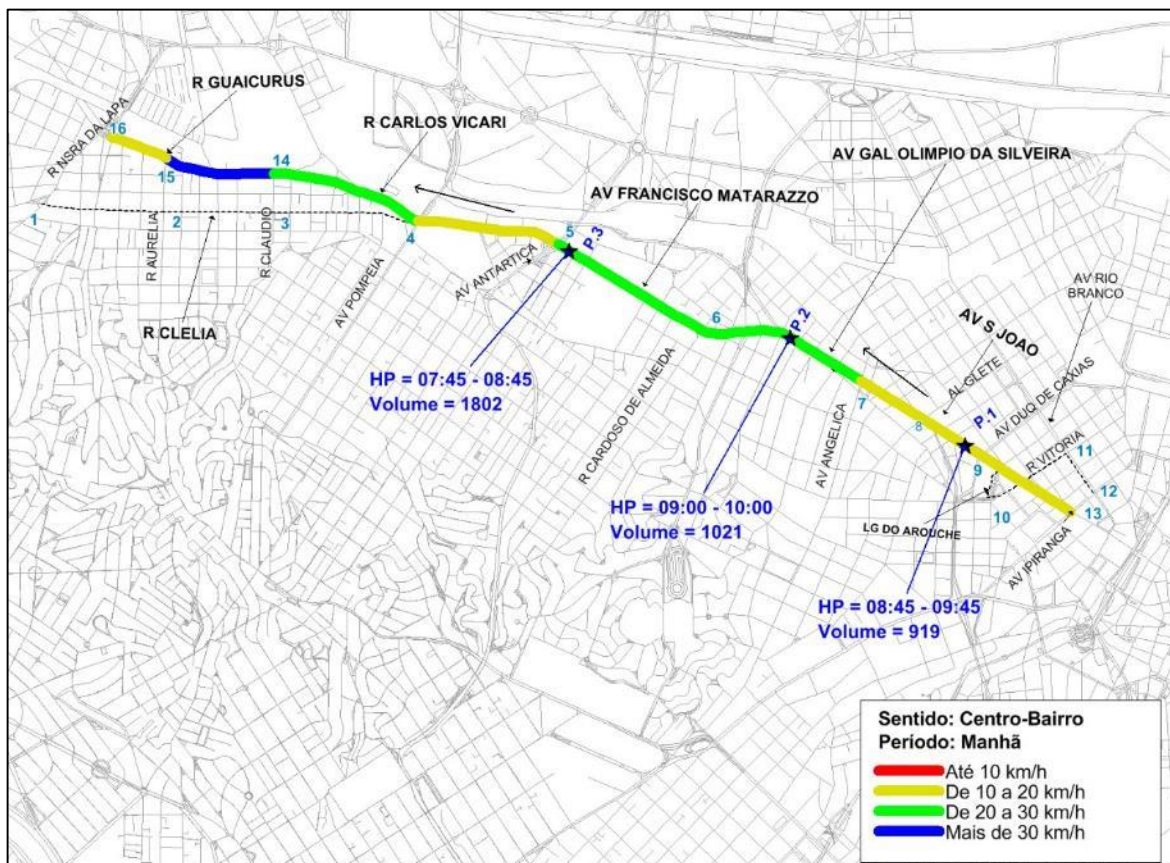 R GUAICURUS
R NSRA DA LAPA
16
R CARLOS VICARI
14
15
AV GAL OLIMPIO DA SILVEIRA
AV FRANCISCO MATARAZZO
1
2
3
4
5
P.3
R AURELIA
R CLAUDIO
AV POMPEIA
AV ANTARTICA
R CLELIA
6
P.2
AV RIO
BRANCO
AV S JOAO
AL-GLETE
AV DUQ DE CAXIAS
HP = 07:45 - 08:45
Volume = 1802
R CARDOSO DE ALMEIDA
AV ANGELICA
7
8
P.1
9
R VITORIA
11
12
10
13
LG DO AROUCHE
AV IPIRANGA
HP = 09:00 - 10:00
Volume = 1021
HP = 08:45 - 09:45
Volume = 919
Sentido: Centro-Bairro
Período: Manhã
Até 10 km/h
De 10 a 20 km/h
De 20 a 30 km/h
Mais de 30 km/h